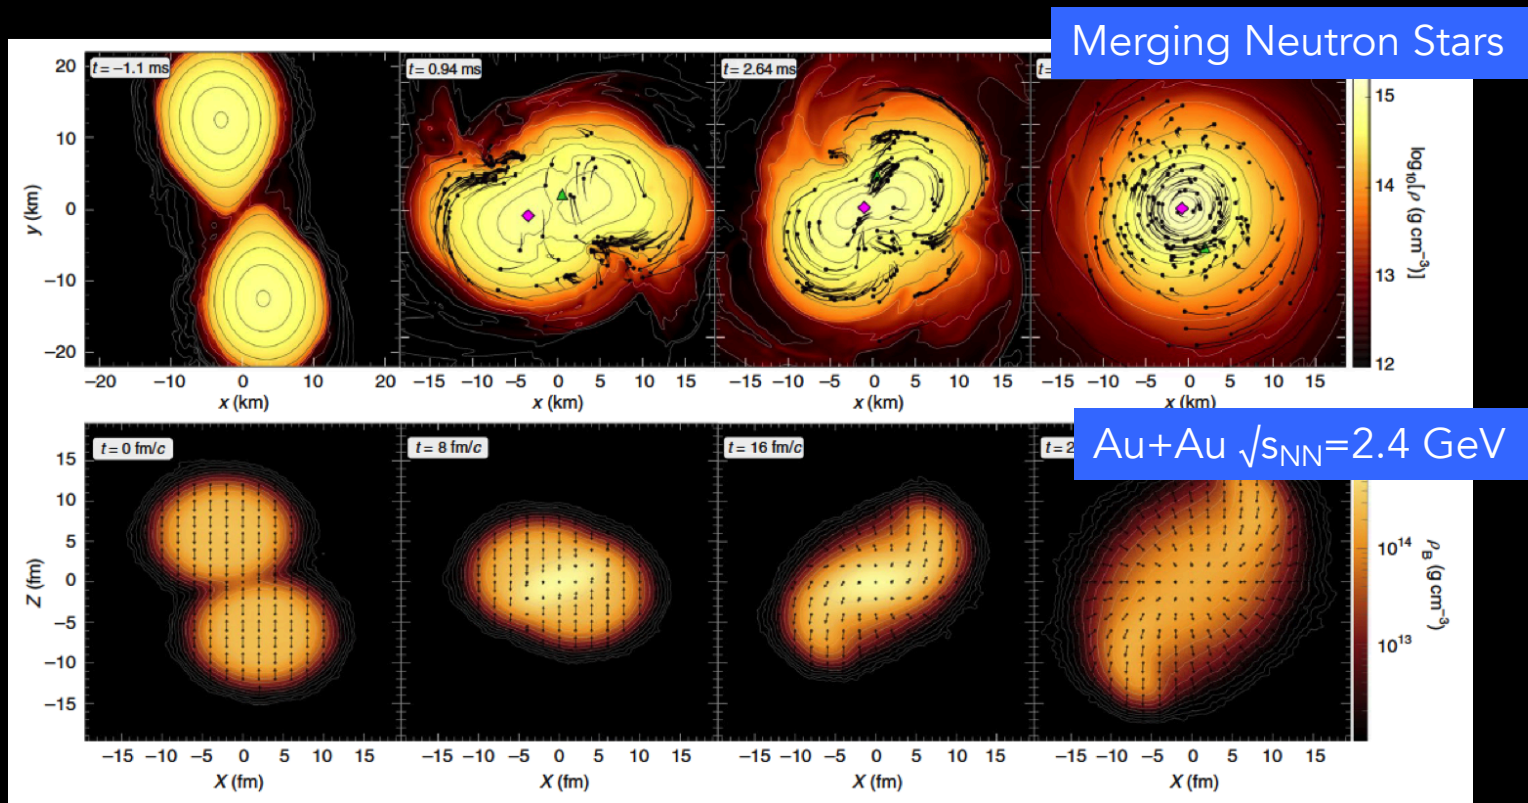 Merging Neutron Stars
t = −1.1 ms
t = 0.94 ms
t = 2.64 ms
t =
20
10
0
−10
−20
y (km)
15
14
13
12
log₁₀[ρ (g cm⁻³)]
−20 −10 0 10 20
−15 −10 −5 0 5 10 15
−15 −10 −5 0 5 10 15
−15 −10 −5 0 5 10 15
x (km)
x (km)
x (km)
x (km)
Au+Au √sNN=2.4 GeV
t = 0 fm/c
t = 8 fm/c
t = 16 fm/c
t = 2
15
10
5
0
−5
−10
−15
Z (fm)
10¹⁴
10¹³
ρB (g cm⁻³)
−15 −10 −5 0 5 10 15
−15 −10 −5 0 5 10 15
−15 −10 −5 0 5 10 15
−15 −10 −5 0 5 10 15
X (fm)
X (fm)
X (fm)
X (fm)